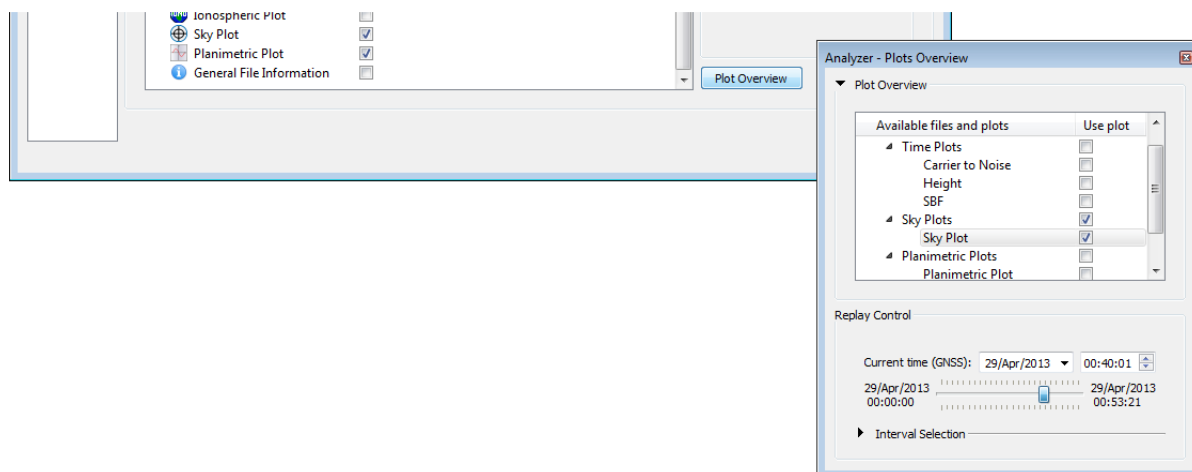 Ionospheric Plot
Sky Plot
Planimetric Plot
General File Information
Plot Overview
Analyzer - Plots Overview
Plot Overview
Available files and plots Use plot
Time Plots
Carrier to Noise
Height
SBF
Sky Plots
Sky Plot
Planimetric Plots
Planimetric Plot
Replay Control
Current time (GNSS): 29/Apr/2013 00:40:01
29/Apr/2013 29/Apr/2013
00:00:00 00:53:21
Interval Selection